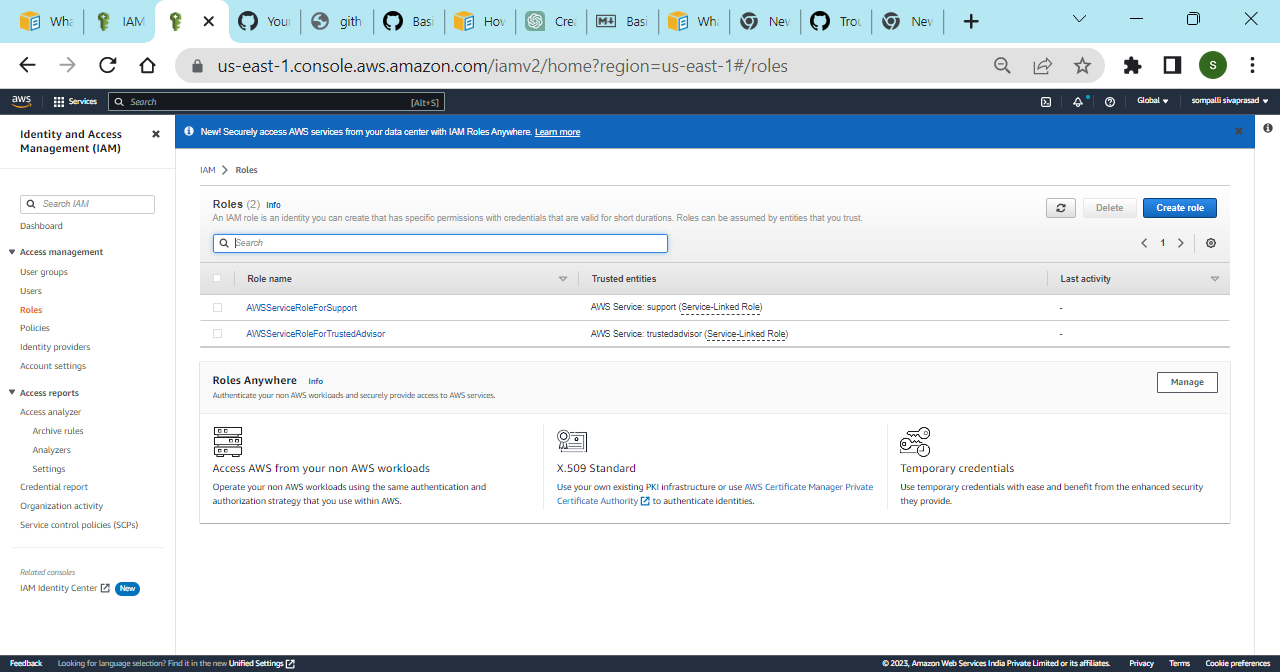 Wha
IAM
Your
gith
Basi
How
Crea
Basi
Wha
New
Trou
New
us-east-1.console.aws.amazon.com/iamv2/home?region=us-east-1#/roles
S
aws
Services
Search
[Alt+S]
Global
sompalli sivaprasad
Identity and Access
Management (IAM)
Search IAM
Dashboard
Access management
User groups
Users
Roles
Policies
Identity providers
Account settings
Access reports
Access analyzer
Archive rules
Analyzers
Settings
Credential report
Organization activity
Service control policies (SCPs)
Related consoles
IAM Identity Center New
New! Securely access AWS services from your data center with IAM Roles Anywhere. Learn more
IAM > Roles
Roles (2) Info
An IAM role is an identity you can create that has specific permissions with credentials that are valid for short durations. Roles can be assumed by entities that you trust.
Delete
Create role
Search
1
Role name Trusted entities Last activity
AWSServiceRoleForSupport AWS Service: support (Service-Linked Role) -
AWSServiceRoleForTrustedAdvisor AWS Service: trustedadvisor (Service-Linked Role) -
Roles Anywhere Info
Authenticate your non AWS workloads and securely provide access to AWS services.
Manage
Access AWS from your non AWS workloads
Operate your non AWS workloads using the same authentication and
authorization strategy that you use within AWS.
X.509 Standard
Use your own existing PKI infrastructure or use AWS Certificate Manager Private
Certificate Authority to authenticate identities.
Temporary credentials
Use temporary credentials with ease and benefit from the enhanced security
they provide.
Feedback Looking for language selection? Find it in the new Unified Settings
© 2023, Amazon Web Services India Private Limited or its affiliates. Privacy Terms Cookie preferences